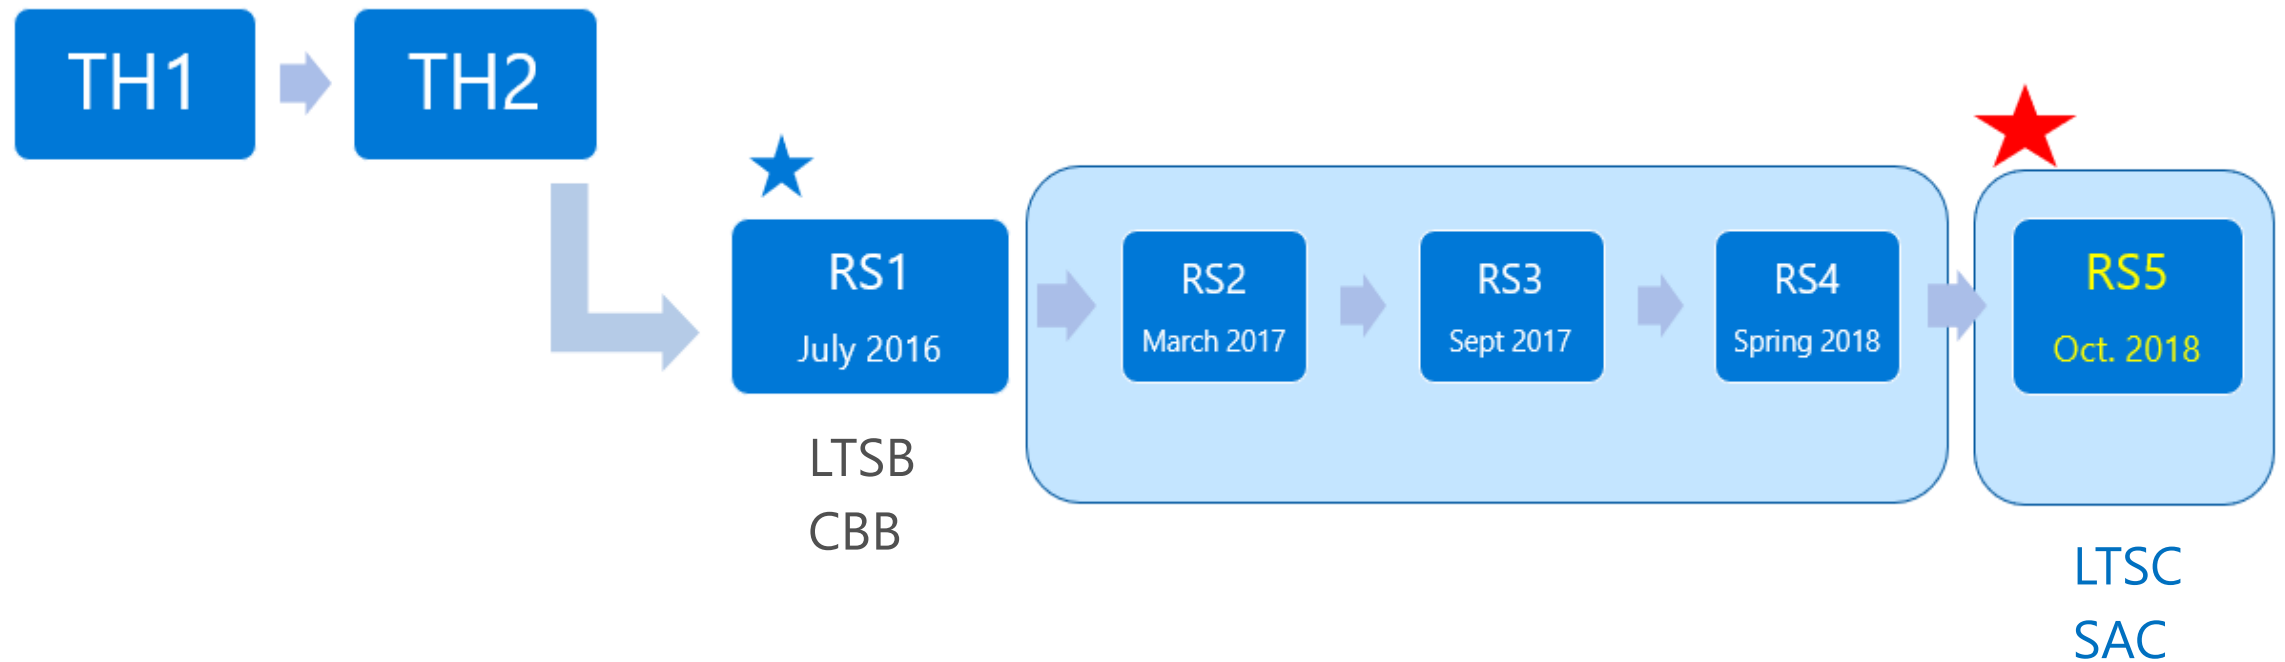 TH1
TH2
RS1
July 2016
LTSB
CBB
RS2
March 2017
RS3
Sept 2017
RS4
Spring 2018
RS5
Oct. 2018
LTSC
SAC